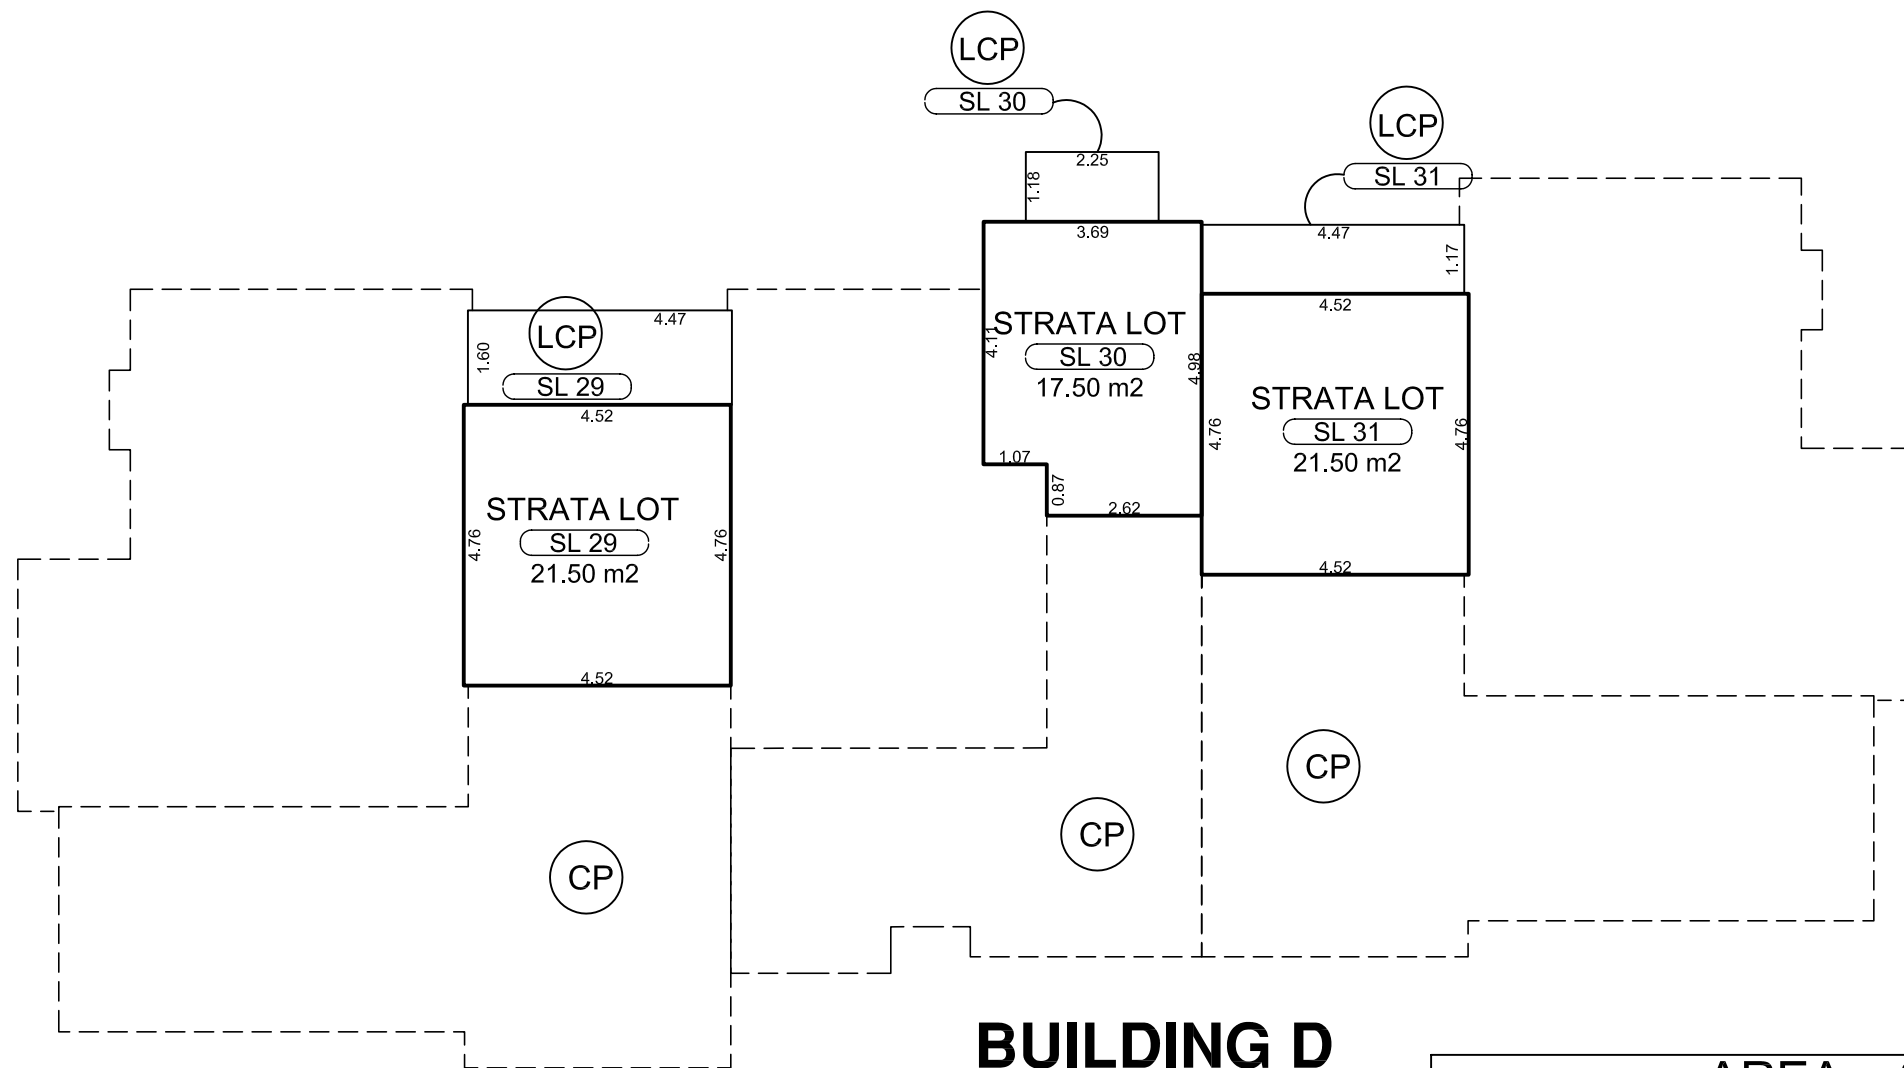 LCP
SL 30
2.25
1.18
LCP
SL 31
3.69
4.47
1.17
4.11
STRATA LOT
SL 30
17.50 m2
4.98
1.07
0.87
2.62
4.52
STRATA LOT
SL 31
21.50 m2
4.76
4.76
4.52
4.47
1.60
LCP
SL 29
4.52
STRATA LOT
SL 29
21.50 m2
4.76
4.76
4.52
CP
CP
CP
BUILDING D
AREA